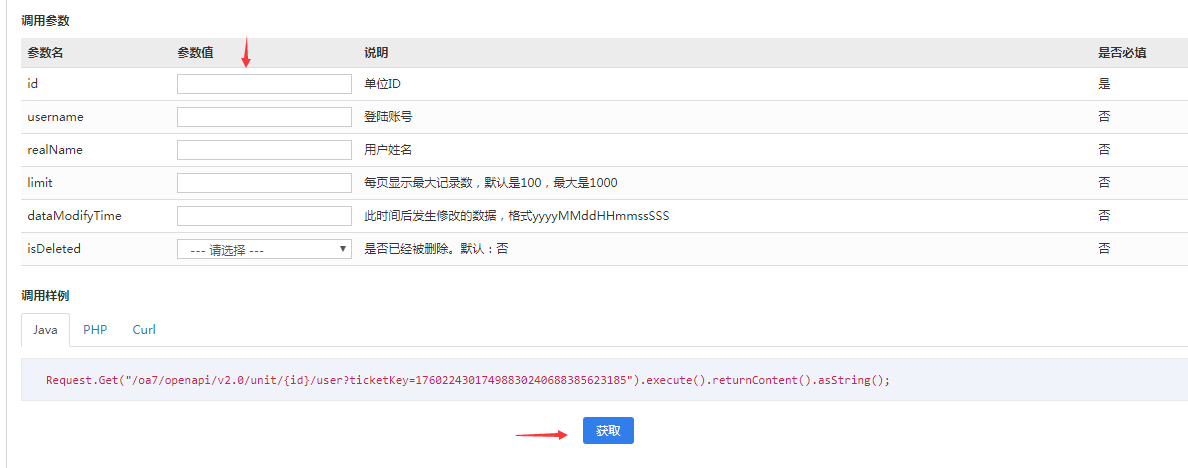 调用参数
参数名 参数值 说明 是否必填
id 单位ID 是
username 登陆账号 否
realName 用户姓名 否
limit 每页显示最大记录数，默认是100，最大是1000 否
dataModifyTime 此时间后发生修改的数据，格式yyyyMMddHHmmssSSS 否
isDeleted --- 请选择 --- 是否已经被删除。默认：否 否
调用样例
Java PHP Curl
Request.Get("/oa7/openapi/v2.0/unit/{id}/user?ticketKey=17602243017498830240688385623185").execute().returnContent().asString();
获取